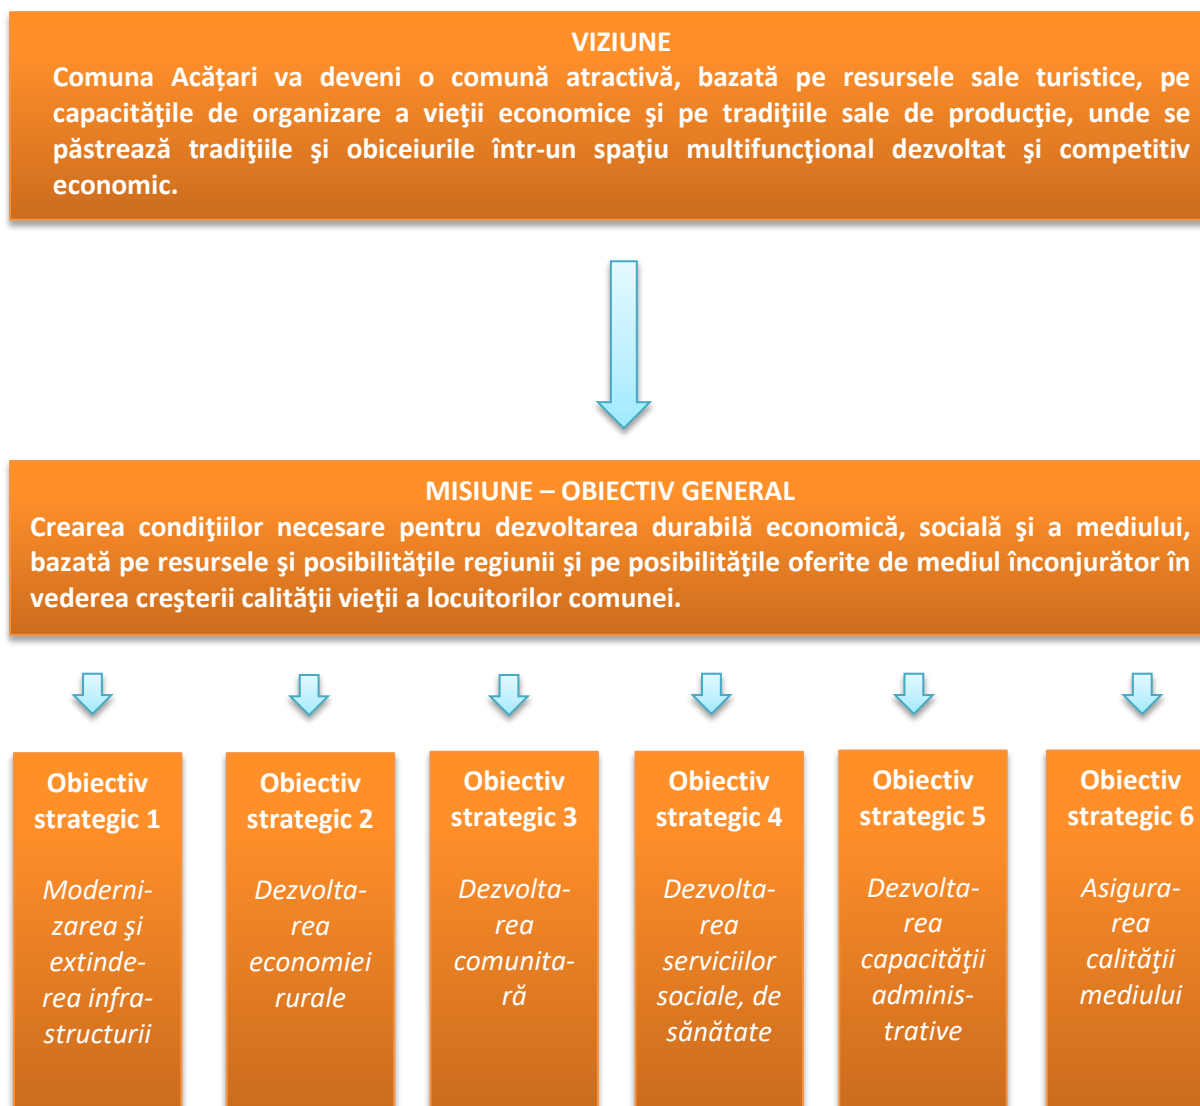 VIZIUNE
Comuna Acățari va deveni o comună atractivă, bazată pe resursele sale turistice, pe
capacităţile de organizare a vieţii economice şi pe tradiţiile sale de producţie, unde se
păstrează tradiţiile şi obiceiurile într-un spaţiu multifuncţional dezvoltat şi competitiv
economic.
MISIUNE – OBIECTIV GENERAL
Crearea condiţiilor necesare pentru dezvoltarea durabilă economică, socială şi a mediului,
bazată pe resursele şi posibilităţile regiunii şi pe posibilităţile oferite de mediul înconjurător în
vederea creşterii calităţii vieţii a locuitorilor comunei.
Obiectiv
strategic 1
Moderni-
zarea şi
extinde-
rea infra-
structurii
Obiectiv
strategic 2
Dezvolta-
rea
economiei
rurale
Obiectiv
strategic 3
Dezvolta-
rea
comunita-
ră
Obiectiv
strategic 4
Dezvolta-
rea
serviciilor
sociale, de
sănătate
Obiectiv
strategic 5
Dezvolta-
rea
capacităţii
adminis-
trative
Obiectiv
strategic 6
Asigura-
rea
calităţii
mediului